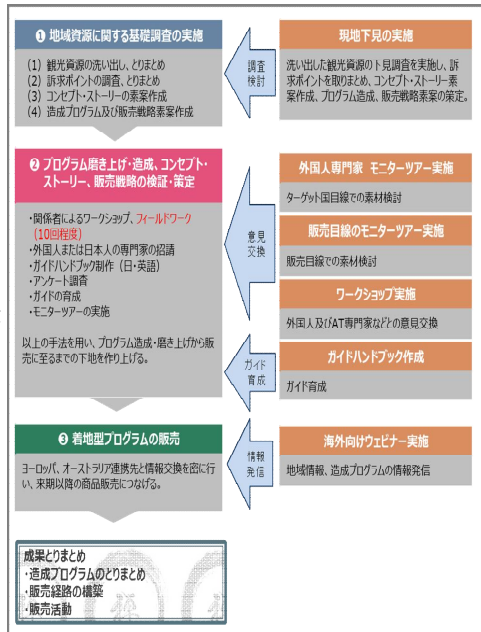 ❶ 地域資源に関する基礎調査の実施
(1) 観光資源の洗い出し、とりまとめ
(2) 訴求ポイントの調査、とりまとめ
(3) コンセプト・ストーリーの素案作成
(4) 造成プログラム及び販売戦略素案作成
調査
検討
現地下見の実施
洗い出した観光資源の下見調査を実施し、訴
求ポイントを取りまとめ、コンセプト・ストーリー素
案作成、プログラム造成、販売戦略素案の策定。
❷ プログラム磨き上げ・造成、コンセプト・
ストーリー、販売戦略の検証・策定
・関係者によるワークショップ、フィールドワーク
(10回程度)
・外国人または日本人の専門家の招請
・ガイドハンドブック制作（日・英語）
・アンケート調査
・ガイドの育成
・モニターツアーの実施
以上の手法を用い、プログラム造成・磨き上げから販
売に至るまでの下地を作り上げる。
意見
交換
外国人専門家 モニターツアー実施
ターゲット国目線での素材検討
販売目線のモニターツアー実施
販売目線での素材検討
ワークショップ実施
外国人及びAT専門家などとの意見交換
ガイド
育成
ガイドハンドブック作成
ガイド育成
❸ 着地型プログラムの販売
ヨーロッパ、オーストラリア連携先と情報交換を密に行
い、来期以降の商品販売につなげる。
情報
発信
海外向けウェビナー実施
地域情報、造成プログラムの情報発信
成果とりまとめ
・造成プログラムのとりまとめ
・販売経路の構築
・販売活動